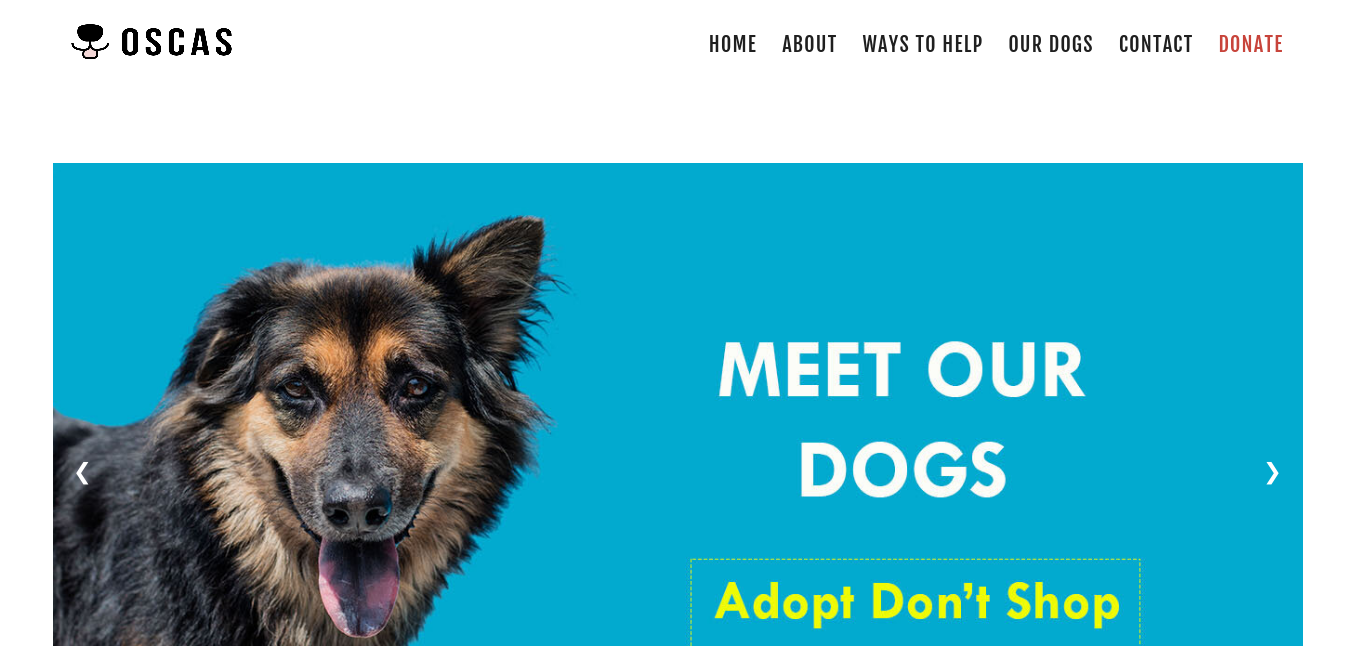 OSCAS
HOME ABOUT WAYS TO HELP OUR DOGS CONTACT DONATE
MEET OUR
DOGS
Adopt Don't Shop